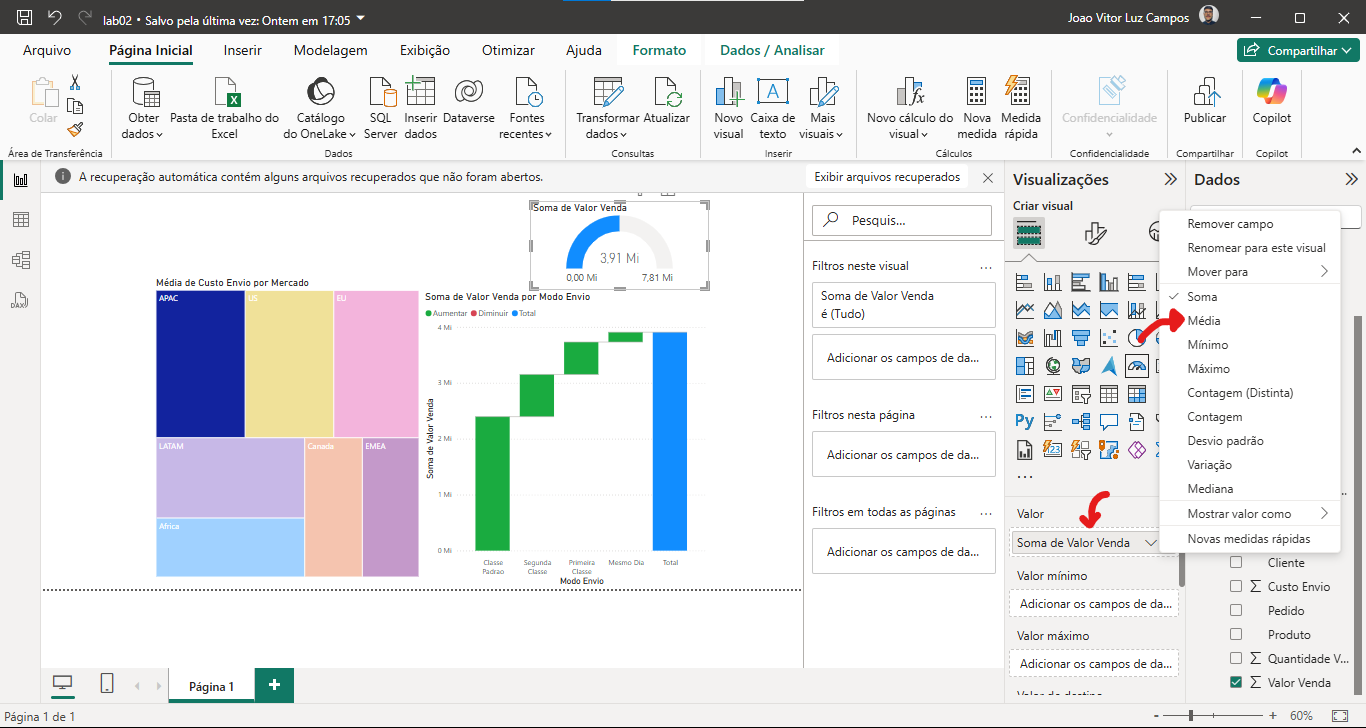 lab02 • Salvo pela última vez: Ontem em 17:05
Joao Vitor Luz Campos
Arquivo
Página Inicial
Inserir
Modelagem
Exibição
Otimizar
Ajuda
Formato
Dados / Analisar
Compartilhar
Colar
Obter
dados
Pasta de trabalho do
Excel
Catálogo
do OneLake
SQL
Server
Inserir
dados
Dataverse
Fontes
recentes
Transformar
dados
Atualizar
Novo
visual
Caixa de
texto
Mais
visuais
Novo cálculo do
visual
Nova
medida
Medida
rápida
Confidencialidade
Publicar
Copilot
Área de Transferência
Dados
Consultas
Inserir
Cálculos
Confidencialidade
Compartilhar
Copilot
A recuperação automática contém alguns arquivos recuperados que não foram abertos.
Exibir arquivos recuperados
Soma de Valor Venda
3,91 Mi
0,00 Mi
7,81 Mi
Média de Custo Envio por Mercado
APAC
US
EU
LATAM
Canada
EMEA
Africa
Soma de Valor Venda por Modo Envio
Aumentar
Diminuir
Total
4 Mi
3 Mi
2 Mi
1 Mi
0 Mi
Soma de Valor Venda
Classe
Padrao
Segunda
Classe
Primeira
Classe
Mesmo Dia
Total
Modo Envio
Pesquis...
Filtros neste visual
...
Soma de Valor Venda
é (Tudo)
Adicionar os campos de da...
Filtros nesta página
...
Adicionar os campos de da...
Filtros em todas as páginas
...
Adicionar os campos de da...
Visualizações
Criar visual
Py
123
...
Valor
Soma de Valor Venda
Valor mínimo
Adicionar os campos de da...
Valor máximo
Adicionar os campos de da...
Valor de destino
Dados
Remover campo
Renomear para este visual
Mover para
Soma
Média
Mínimo
Máximo
Contagem (Distinta)
Contagem
Desvio padrão
Variação
Mediana
Mostrar valor como
Novas medidas rápidas
Cliente
Custo Envio
Pedido
Produto
Quantidade V...
Valor Venda
DAX
Página 1
Página 1 de 1
60%